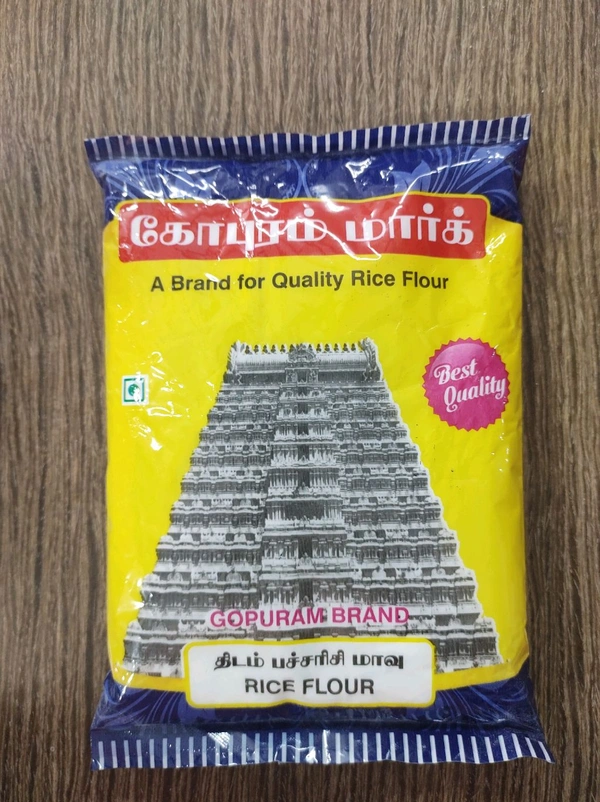 கோபுரம் மார்க்
A Brand for Quality Rice Flour
Best
Quality
GOPURAM BRAND
திடம் பச்சரிசி மாவு
RICE FLOUR